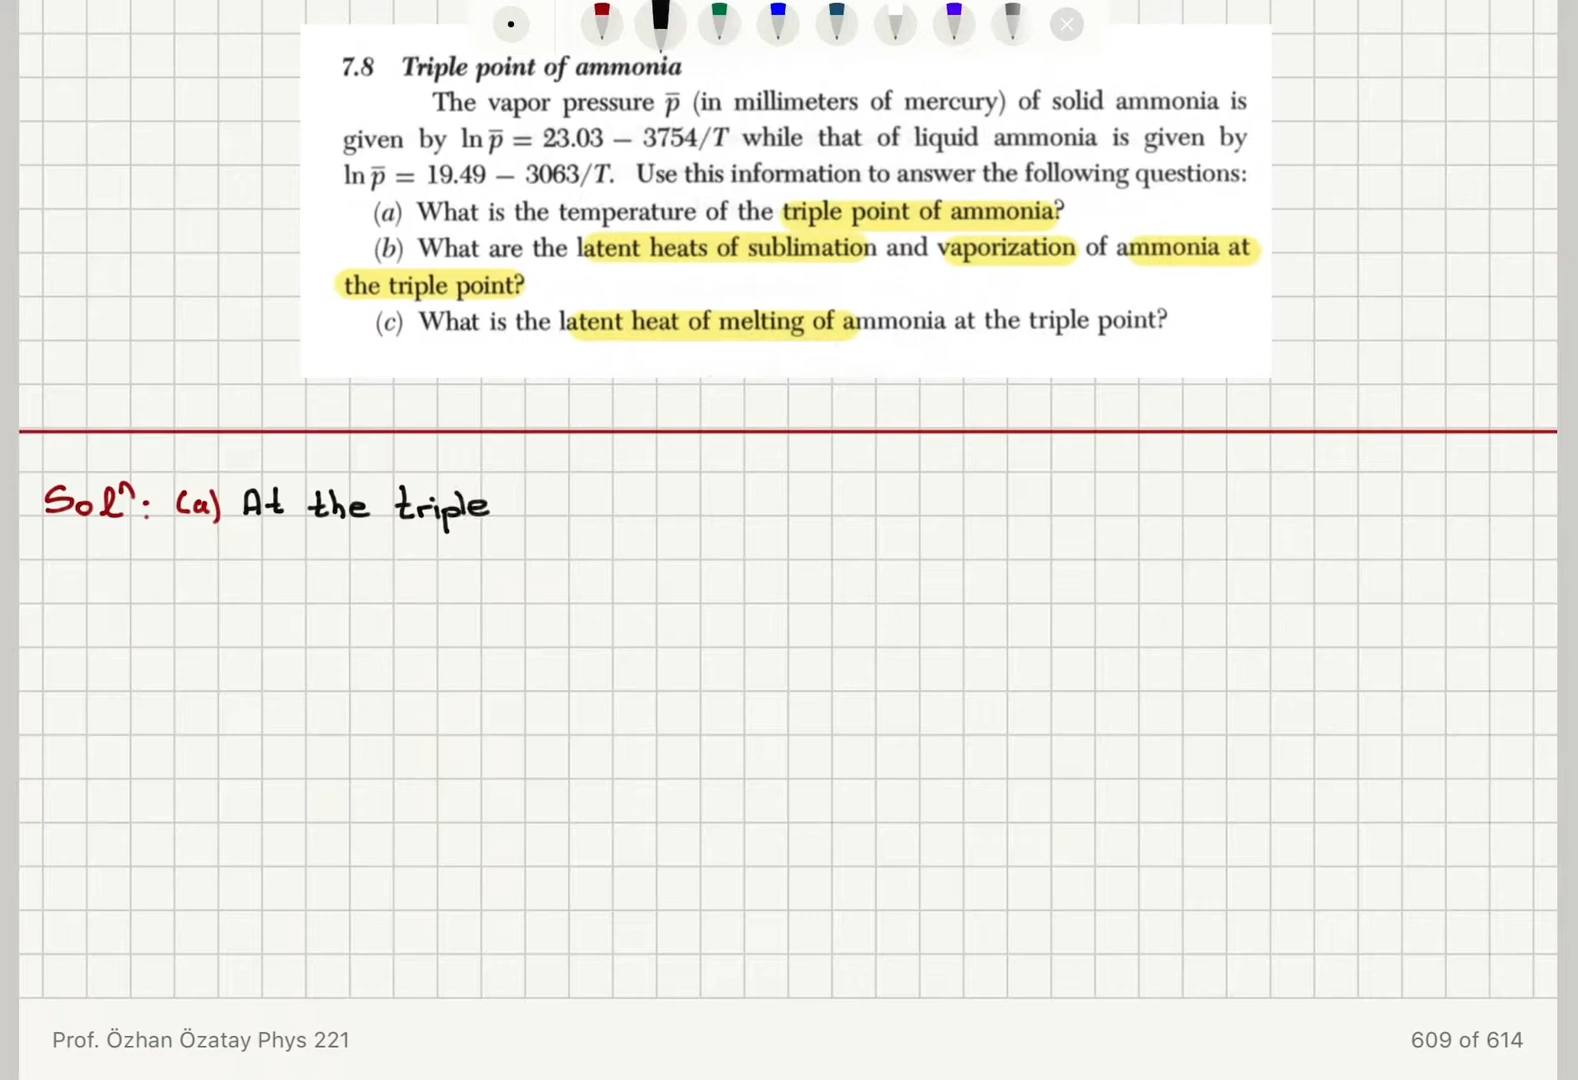 7.8 Triple point of ammonia
The vapor pressure p̅ (in millimeters of mercury) of solid ammonia is
given by ln p̅ = 23.03 – 3754/T while that of liquid ammonia is given by
ln p̅ = 19.49 – 3063/T. Use this information to answer the following questions:
(a) What is the temperature of the triple point of ammonia?
(b) What are the latent heats of sublimation and vaporization of ammonia at
the triple point?
(c) What is the latent heat of melting of ammonia at the triple point?
Solⁿ: (a) At the triple
Prof. Özhan Özatay Phys 221
609 of 614